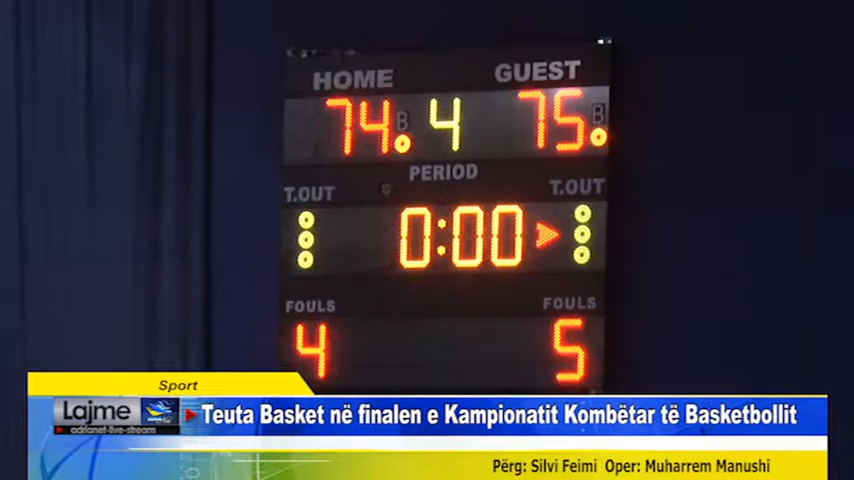 HOME GUEST
74 B 4 75 B
PERIOD
T.OUT T.OUT
0:00
FOULS FOULS
4 5
Sport
Lajme
adrianet-live-stream
Teuta Basket në finalen e Kampionatit Kombëtar të Basketbollit
Përg: Silvi Feimi Oper: Muharrem Manushi